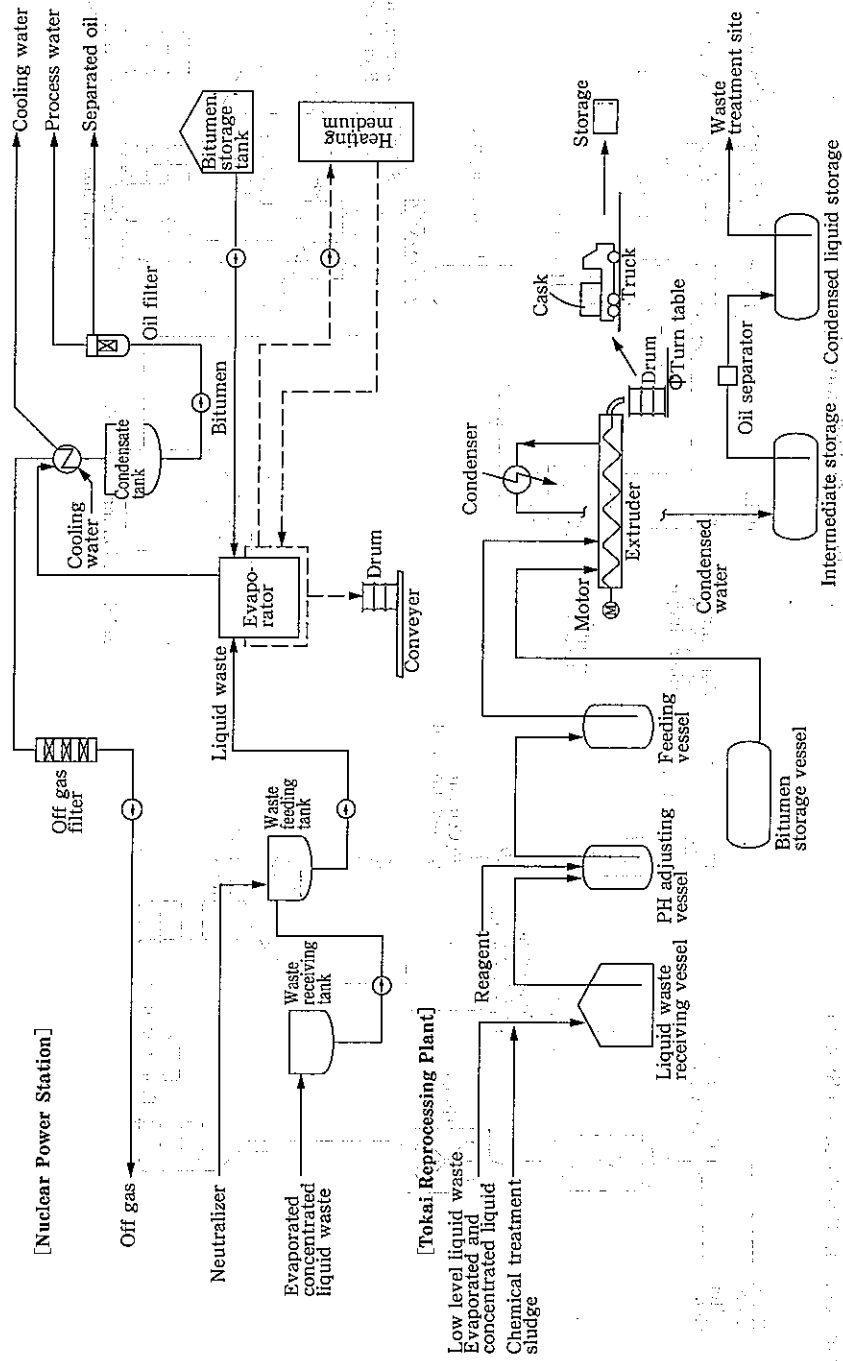 [Nuclear Power Station]
Off gas
Off gas
filter
Cooling water
Process water
Separated oil
Oil filter
Condensate
tank
Cooling
water
Bitumen
Bitumen
storage
tank
Heating
medium
Neutralizer
Evaporated
concentrated
liquid waste
Waste
receiving
tank
Waste
feeding
tank
Liquid waste
Evapo-
rator
Drum
Conveyer
[Tokai Reprocessing Plant]
Low level liquid waste
Evaporated and
concentrated liquid
Chemical treatment
sludge
Reagent
Liquid waste
receiving vessel
PH adjusting
vessel
Feeding
vessel
Bitumen
storage vessel
Motor
M
Extruder
Condenser
Drum
Turn table
Cask
Truck
Storage
Condensed
water
Intermediate storage
Oil separator
Condensed liquid storage
Waste
treatment site